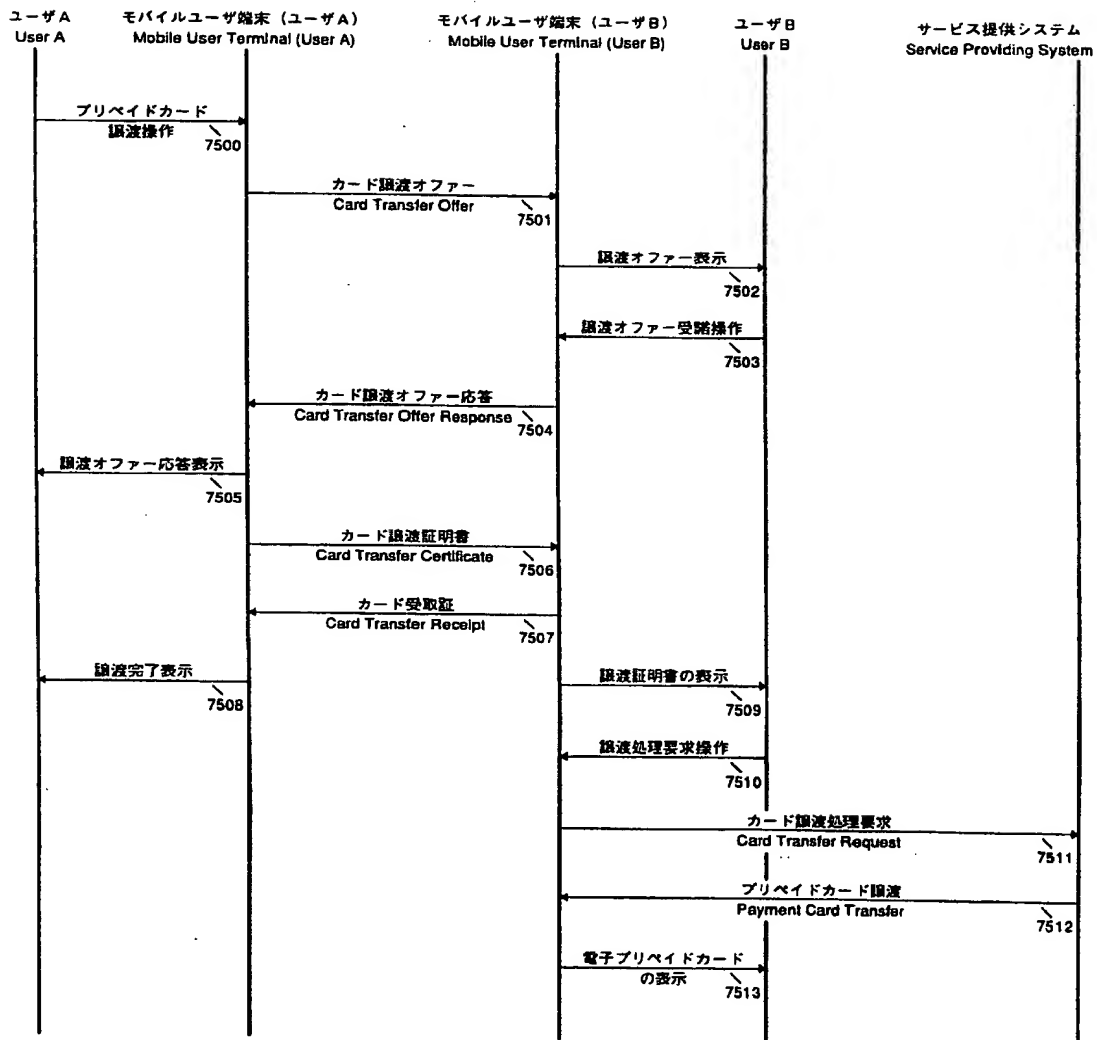 ユーザA
User A
モバイルユーザ端末（ユーザA）
Mobile User Terminal (User A)
モバイルユーザ端末（ユーザB）
Mobile User Terminal (User B)
ユーザB
User B
サービス提供システム
Service Providing System
プリペイドカード
譲渡操作
7500
カード譲渡オファー
Card Transfer Offer
7501
譲渡オファー表示
7502
譲渡オファー受諾操作
7503
カード譲渡オファー応答
Card Transfer Offer Response
7504
譲渡オファー応答表示
7505
カード譲渡証明書
Card Transfer Certificate
7506
カード受取証
Card Transfer Receipt
7507
譲渡完了表示
7508
譲渡証明書の表示
7509
譲渡処理要求操作
7510
カード譲渡処理要求
Card Transfer Request
7511
プリペイドカード譲渡
Payment Card Transfer
7512
電子プリペイドカード
の表示
7513